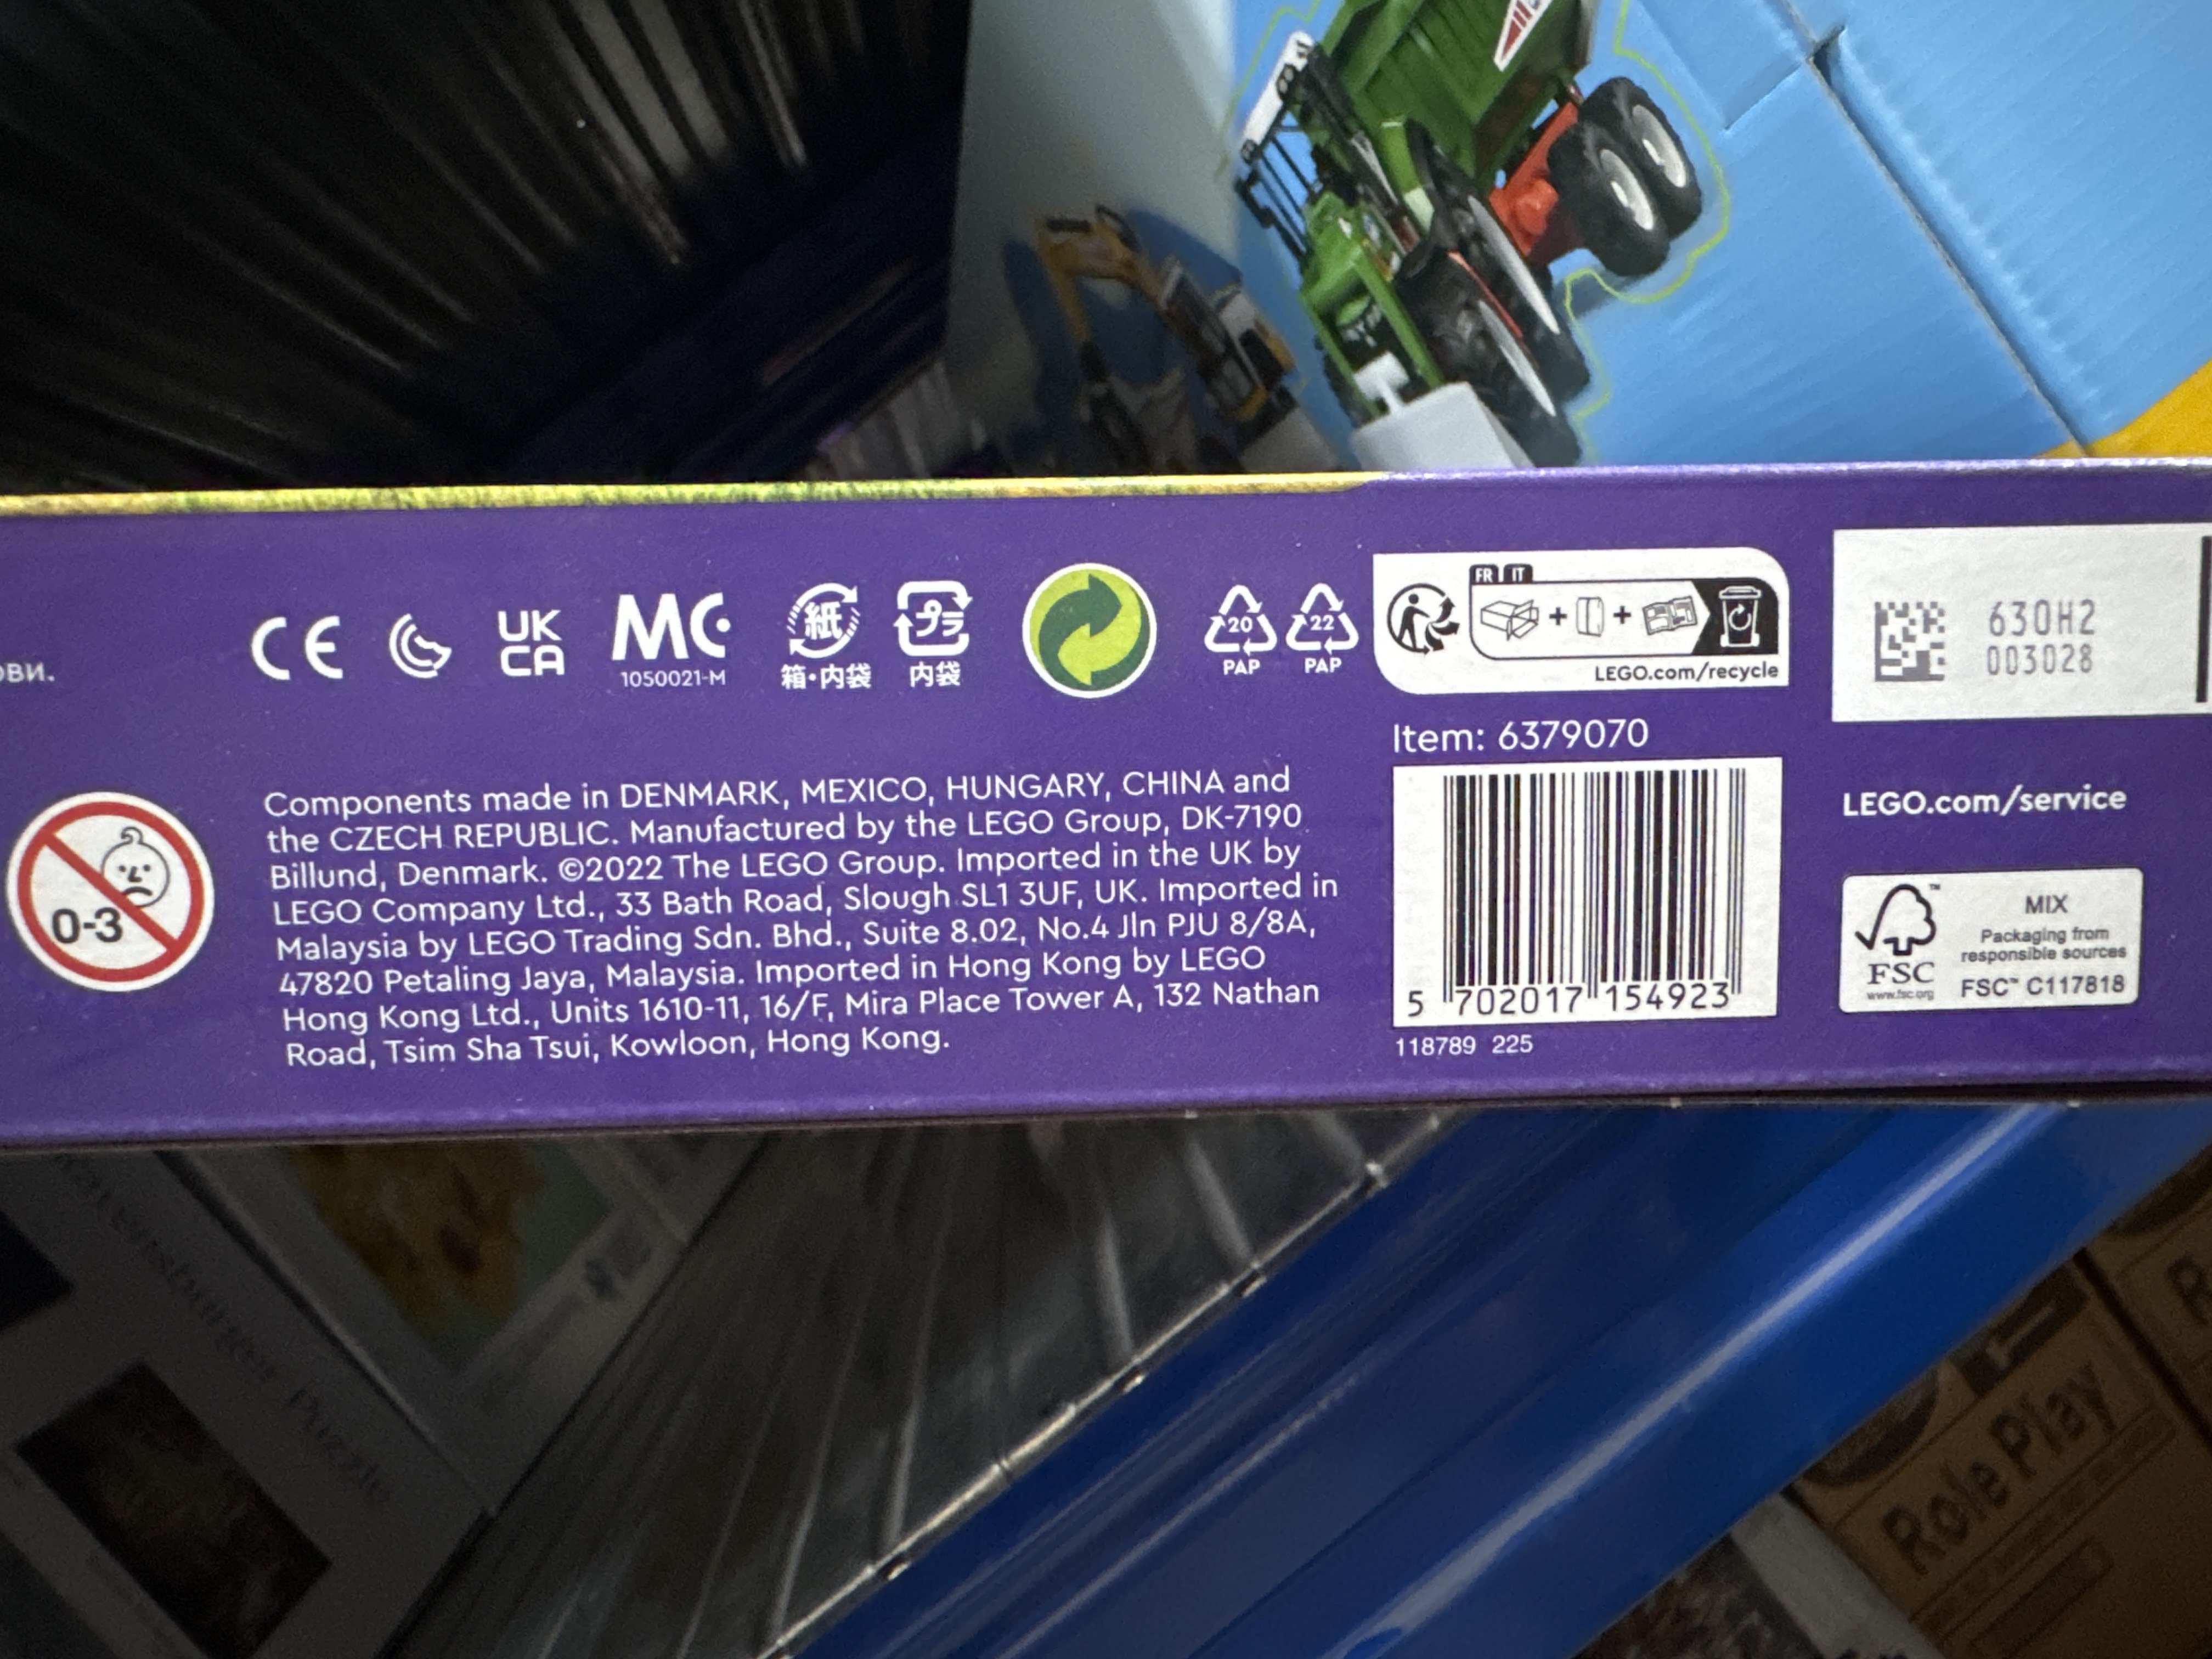 ови.
CE
UK
CA
MC
1050021-M
紙
箱・内袋
プラ
内袋
20
PAP
22
PAP
FR IT
LEGO.com/recycle
630H2
003028
Item: 6379070
0-3
Components made in DENMARK, MEXICO, HUNGARY, CHINA and
the CZECH REPUBLIC. Manufactured by the LEGO Group, DK-7190
Billund, Denmark. ©2022 The LEGO Group. Imported in the UK by
LEGO Company Ltd., 33 Bath Road, Slough SL1 3UF, UK. Imported in
Malaysia by LEGO Trading Sdn. Bhd., Suite 8.02, No.4 Jln PJU 8/8A,
47820 Petaling Jaya, Malaysia. Imported in Hong Kong by LEGO
Hong Kong Ltd., Units 1610-11, 16/F, Mira Place Tower A, 132 Nathan
Road, Tsim Sha Tsui, Kowloon, Hong Kong.
5 702017 154923
118789 225
LEGO.com/service
FSC™
www.fsc.org
MIX
Packaging from
responsible sources
FSC™ C117818
Puzzle
Role Play